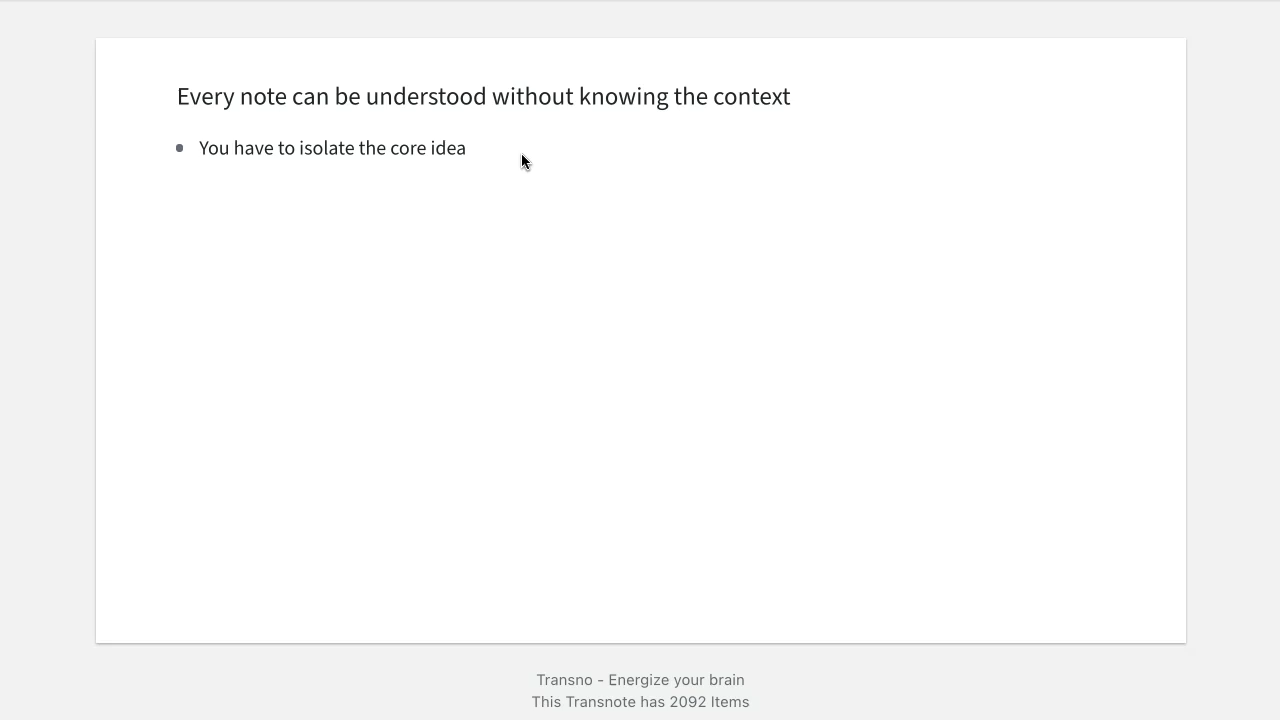 Every note can be understood without knowing the context
You have to isolate the core idea
Transno - Energize your brain
This Transnote has 2092 Items